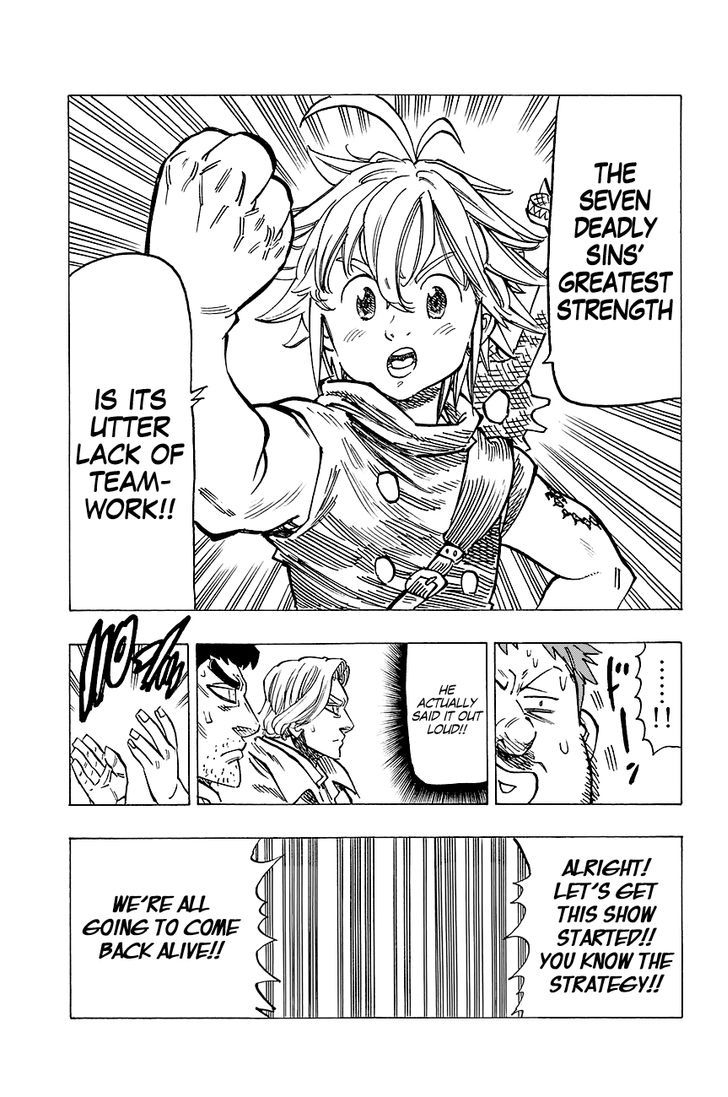 THE
SEVEN
DEADLY
SINS'
GREATEST
STRENGTH
IS ITS
UTTER
LACK OF
TEAM-
WORK!!
......
!!
HE
ACTUALLY
SAID IT OUT
LOUD!!
ALRIGHT!
LET'S GET
THIS SHOW
STARTED!!
YOU KNOW THE
STRATEGY!!
WE'RE ALL
GOING TO COME
BACK ALIVE!!